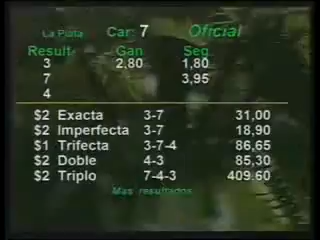 La Plata Car: 7 Oficial
Result- Gan Seg
3 2,80 1,80
7 3,95
4
$2 Exacta 3-7 31,00
$2 Imperfecta 3-7 18,90
$1 Trifecta 3-7-4 86,65
$2 Doble 4-3 85,30
$2 Triplo 7-4-3 409.60
Mas resultados